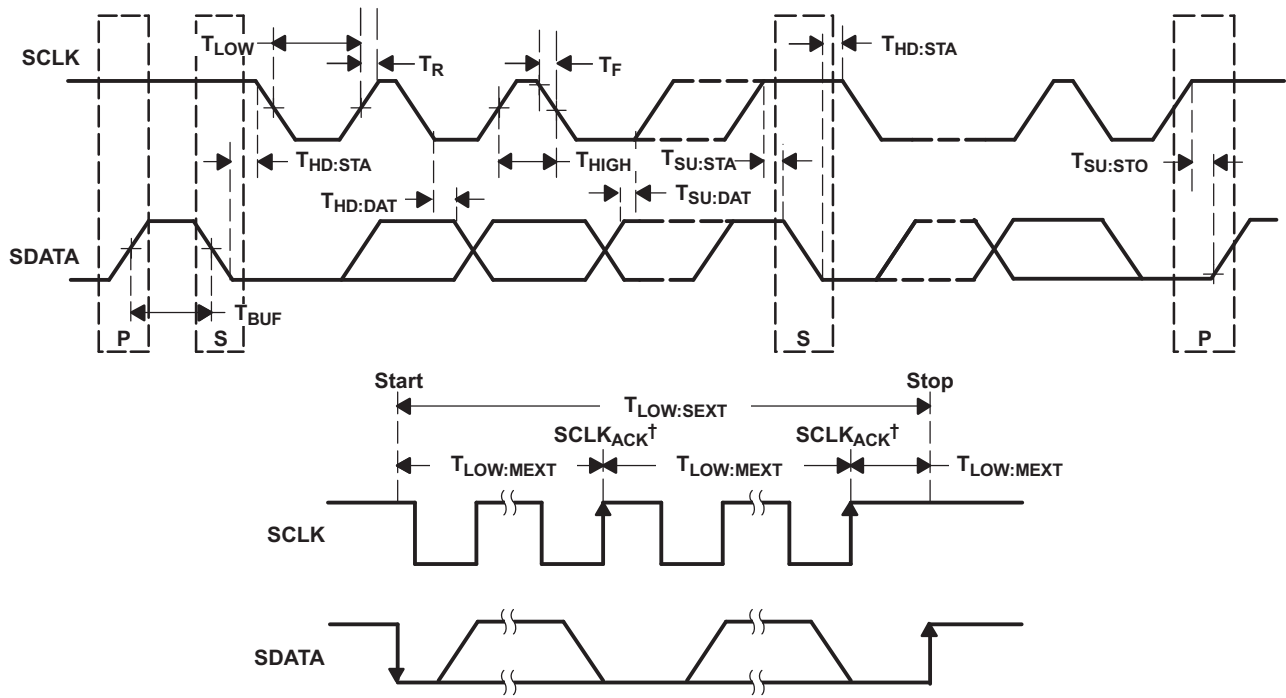 T_LOW
SCLK
T_R
T_F
T_HD:STA
T_HD:STA
T_HIGH
T_SU:STA
T_SU:STO
T_HD:DAT
T_SU:DAT
SDATA
T_BUF
P
S
S
P
Start
Stop
T_LOW:SEXT
SCLK_ACK†
SCLK_ACK†
T_LOW:MEXT
T_LOW:MEXT
T_LOW:MEXT
SCLK
SDATA